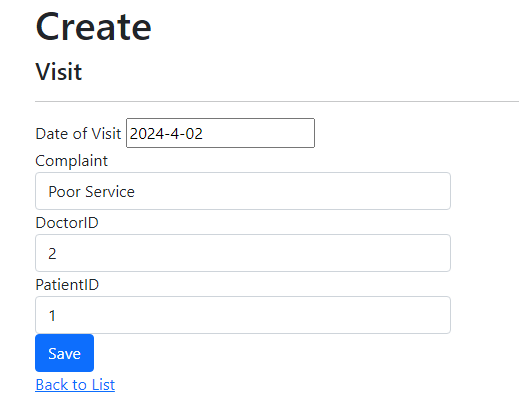 Create
Visit
Date of Visit 2024-4-02
Complaint
Poor Service
DoctorID
2
PatientID
1
Save
Back to List